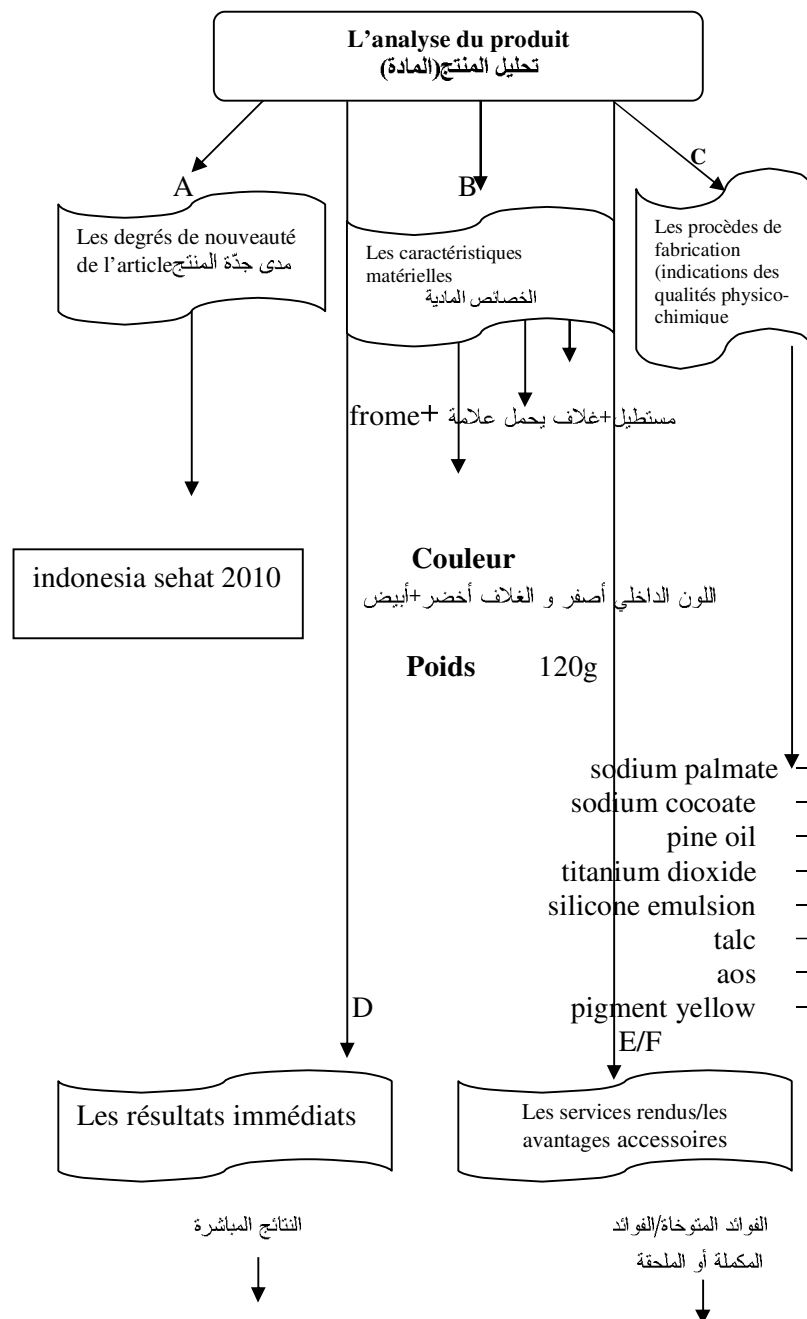 L'analyse du produit
تحليل المنتج(المادة)
A
B
C
Les degrés de nouveauté
de l'article مدى جدّة المنتج
Les caractéristiques
matérielles
الخصائص المادية
Les procèdes de
fabrication
(indications des
qualités physico-
chimique
frome+ مستطيل+غلاف يحمل علامة
indonesia sehat 2010
Couleur
اللون الداخلي أصفر و الغلاف أخضر+أبيض
Poids 120g
sodium palmate -
sodium cocoate -
pine oil -
titanium dioxide -
silicone emulsion -
talc -
aos -
pigment yellow -
D
E/F
Les résultats immédiats
Les services rendus/les
avantages accessoires
النتائج المباشرة
الفوائد المتوخاة/الفوائد
المكملة أو الملحقة